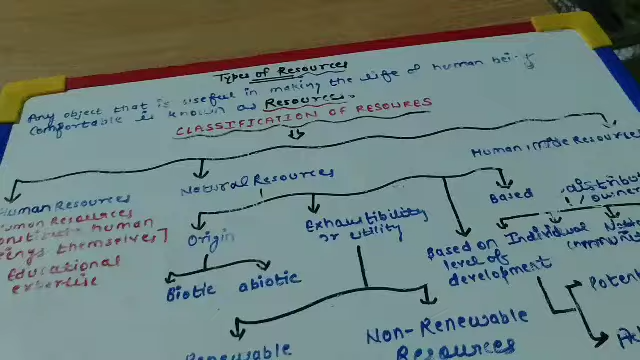 Types of Resources
Any object that is useful in making the life of human being
comfortable is known as Resources.
CLASSIFICATION OF RESOURES
Human made Resources
Natural Resources
Human Resources
Human Resources
human
beings themselves]
Educational
expertise
Origin
Exhaustibility
or utility
Based
Based on
level of
development
Individual
Biotic abiotic
Renewable
Non-Renewable
Resources